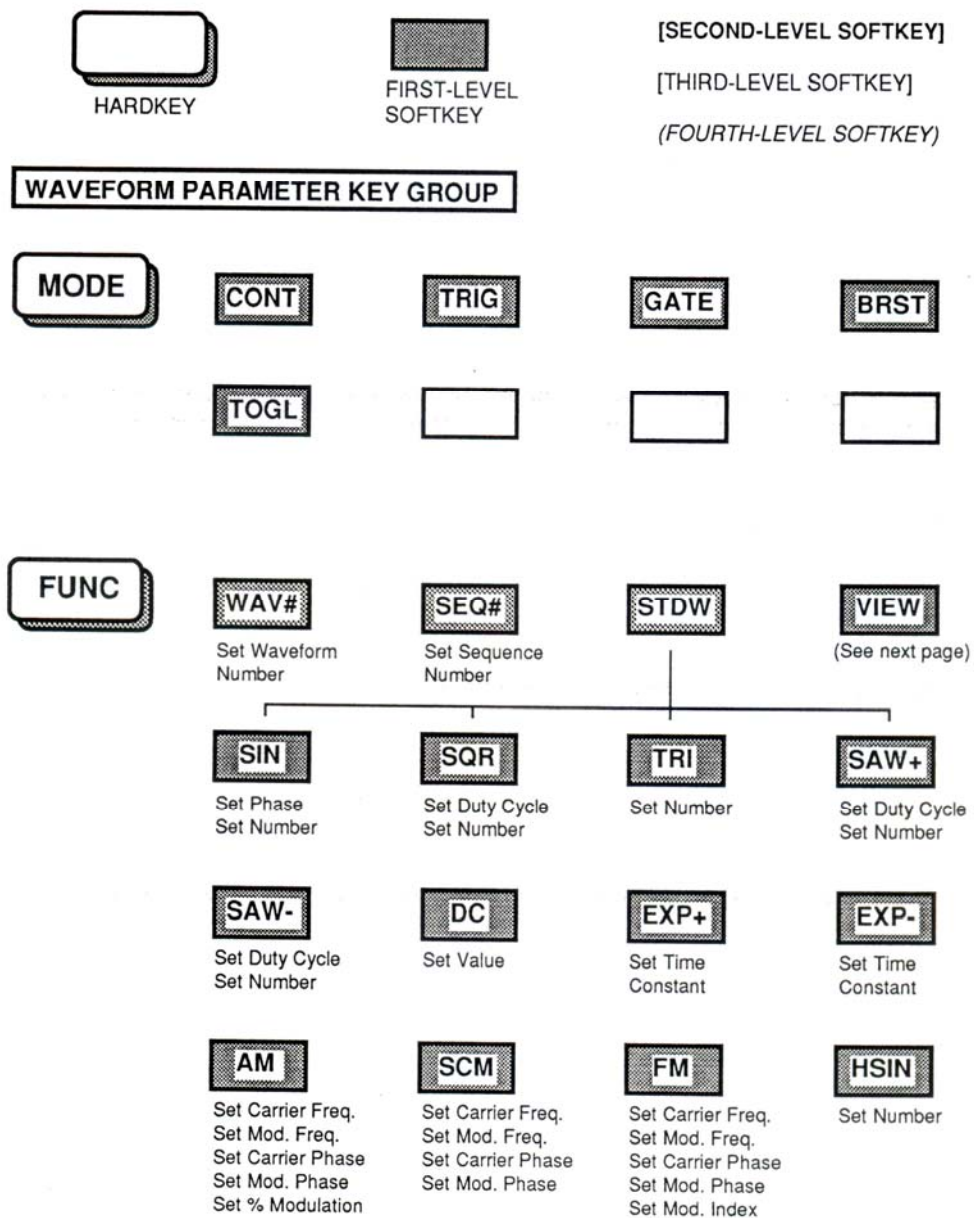 HARDKEY
FIRST-LEVEL
SOFTKEY
[SECOND-LEVEL SOFTKEY]
[THIRD-LEVEL SOFTKEY]
(FOURTH-LEVEL SOFTKEY)
WAVEFORM PARAMETER KEY GROUP
MODE
CONT
TRIG
GATE
BRST
TOGL
FUNC
WAV#
Set Waveform
Number
SEQ#
Set Sequence
Number
STDW
VIEW
(See next page)
SIN
Set Phase
Set Number
SQR
Set Duty Cycle
Set Number
TRI
Set Number
SAW+
Set Duty Cycle
Set Number
SAW-
Set Duty Cycle
Set Number
DC
Set Value
EXP+
Set Time
Constant
EXP-
Set Time
Constant
AM
Set Carrier Freq.
Set Mod. Freq.
Set Carrier Phase
Set Mod. Phase
Set % Modulation
SCM
Set Carrier Freq.
Set Mod. Freq.
Set Carrier Phase
Set Mod. Phase
FM
Set Carrier Freq.
Set Mod. Freq.
Set Carrier Phase
Set Mod. Phase
Set Mod. Index
HSIN
Set Number